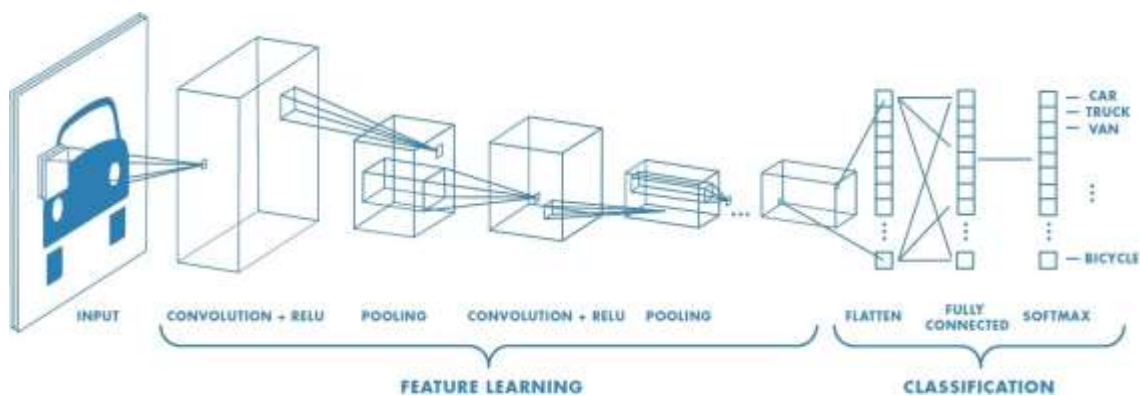 CAR
TRUCK
VAN
BICYCLE
INPUT
CONVOLUTION + RELU
POOLING
CONVOLUTION + RELU
POOLING
FLATTEN
FULLY
CONNECTED
SOFTMAX
FEATURE LEARNING
CLASSIFICATION